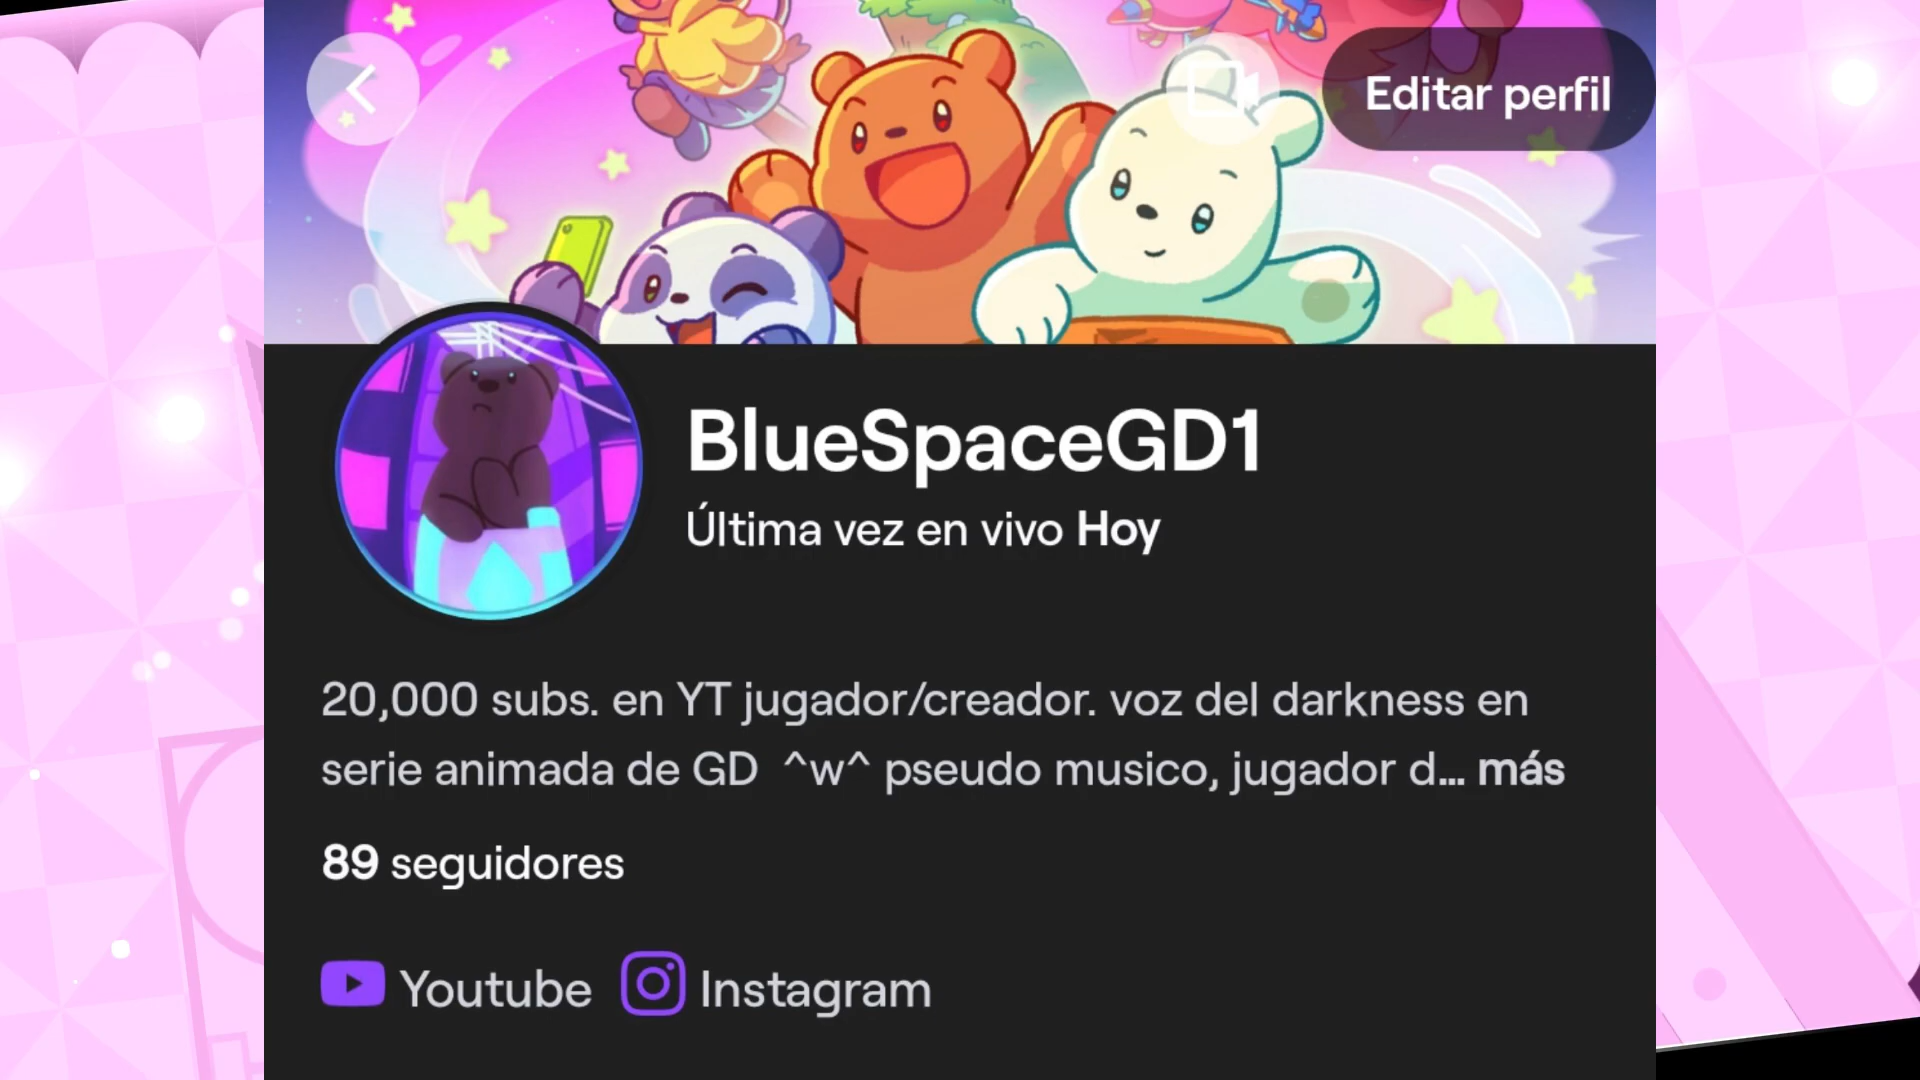 Editar perfil
BlueSpaceGD1
Última vez en vivo Hoy
20,000 subs. en YT jugador/creador. voz del darkness en
serie animada de GD ^w^ pseudo musico, jugador d... más
89 seguidores
Youtube Instagram